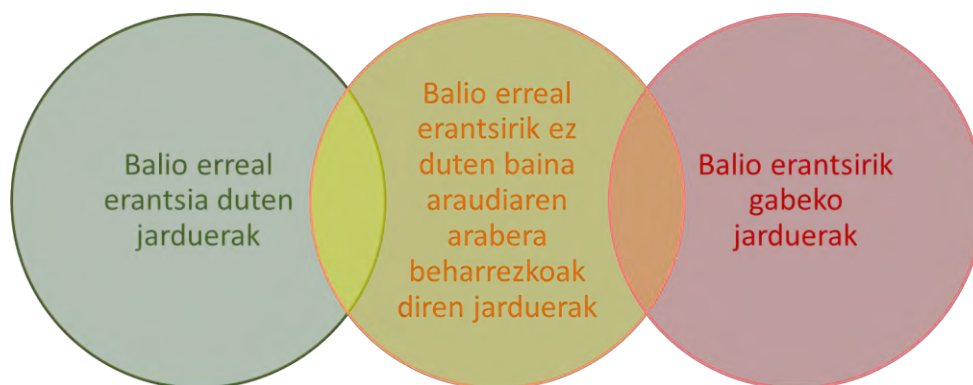 Balio erreal
erantsia duten
jarduerak
Balio erreal
erantsirik ez
duten baina
araudiaren
arabera
beharrezkoak
diren jarduerak
Balio erantsirik
gabeko
jarduerak